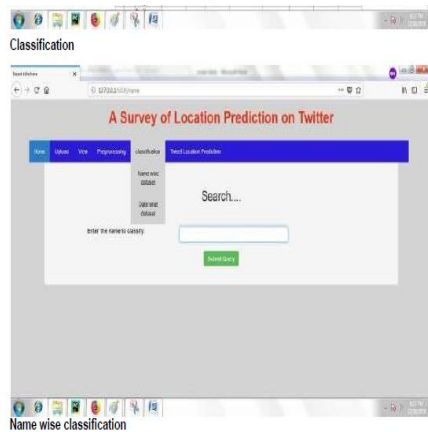 Classification
A Survey of Location Prediction on Twitter
Home Upload View Preprocessing classification Tweet Location Prediction
Name wise
dataset
Date wise
dataset
Search....
Enter the name to classify
Submit Query
Name wise classification